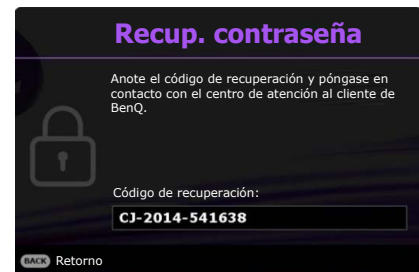 Recup. contraseña
Anote el código de recuperación y póngase en
contacto con el centro de atención al cliente de
BenQ.
Código de recuperación:
CJ-2014-541638
BACK Retorno